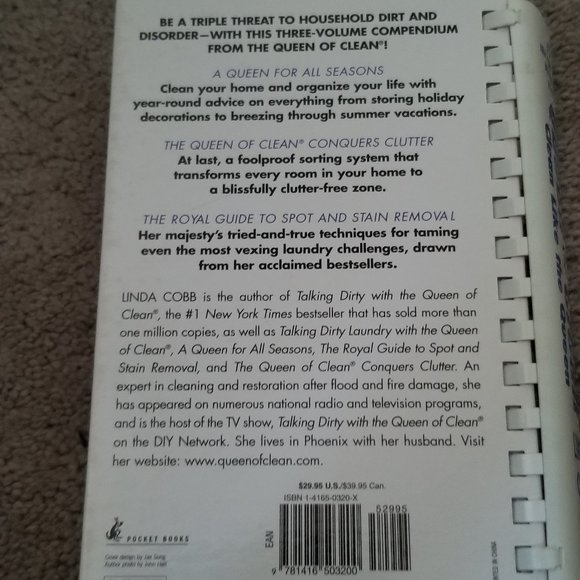 BE A TRIPLE THREAT TO HOUSEHOLD DIRT AND
DISORDER—WITH THIS THREE-VOLUME COMPENDIUM
FROM THE QUEEN OF CLEAN®!
A QUEEN FOR ALL SEASONS
Clean your home and organize your life with
year-round advice on everything from storing holiday
decorations to breezing through summer vacations.
THE QUEEN OF CLEAN® CONQUERS CLUTTER
At last, a foolproof sorting system that
transforms every room in your home to
a blissfully clutter-free zone.
THE ROYAL GUIDE TO SPOT AND STAIN REMOVAL
Her majesty's tried-and-true techniques for taming
even the most vexing laundry challenges, drawn
from her acclaimed bestsellers.
LINDA COBB is the author of Talking Dirty with the Queen of
Clean®, the #1 New York Times bestseller that has sold more than
one million copies, as well as Talking Dirty Laundry with the Queen
of Clean®, A Queen for All Seasons, The Royal Guide to Spot and
Stain Removal, and The Queen of Clean® Conquers Clutter. An
expert in cleaning and restoration after flood and fire damage, she
has appeared on numerous national radio and television programs,
and is the host of the TV show, Talking Dirty with the Queen of Clean®
on the DIY Network. She lives in Phoenix with her husband. Visit
her website: www.queenofclean.com.
$29.95 U.S./$39.95 Can.
ISBN 1-4165-0320-X
52995
EAN
9 781416 503200
POCKET BOOKS
Cover design by Jae Song
Author photo by John Hall